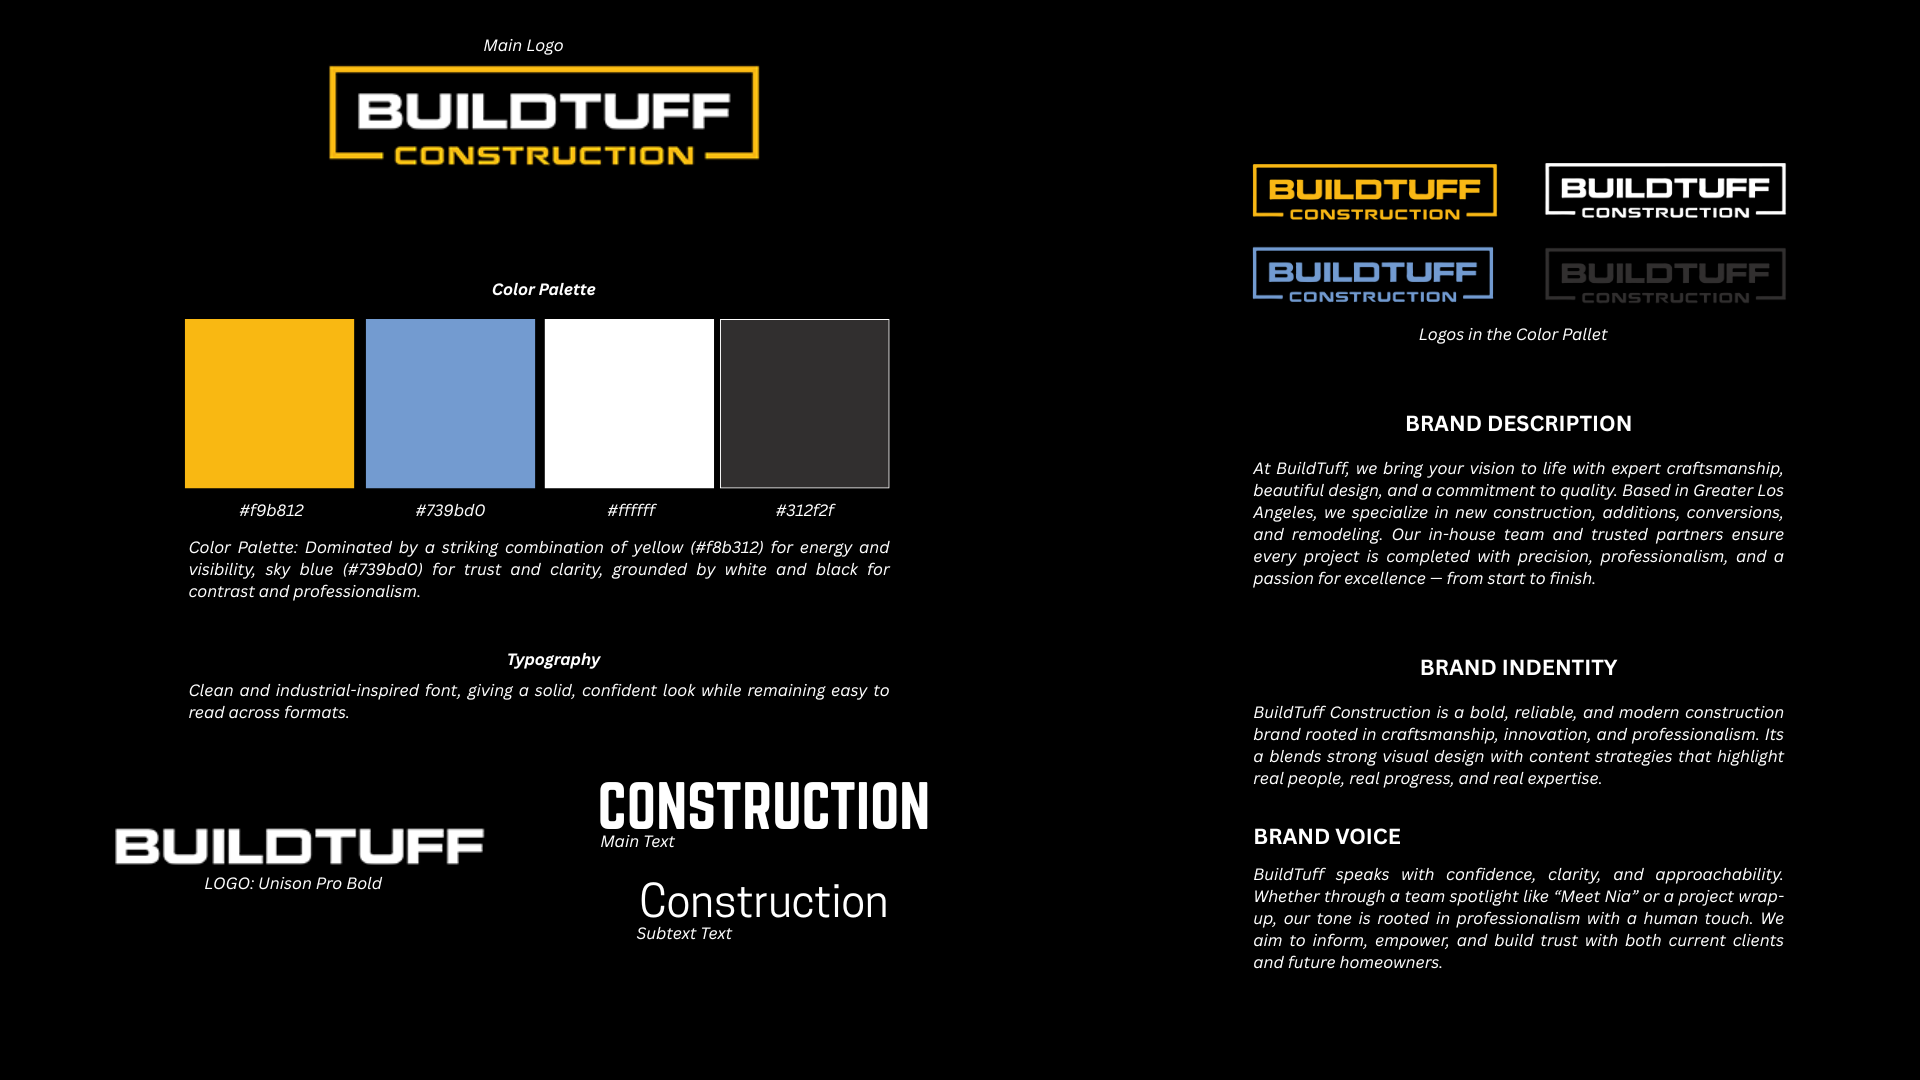 Main Logo
BUILDTUFF
CONSTRUCTION
Color Palette
#f9b812
#739bd0
#ffffff
#312f2f
Color Palette: Dominated by a striking combination of yellow (#f8b312) for energy and
visibility, sky blue (#739bd0) for trust and clarity, grounded by white and black for
contrast and professionalism.
Typography
Clean and industrial-inspired font, giving a solid, confident look while remaining easy to
read across formats.
BUILDTUFF
LOGO: Unison Pro Bold
CONSTRUCTION
Main Text
Construction
Subtext Text
BUILDTUFF
CONSTRUCTION
BUILDTUFF
CONSTRUCTION
BUILDTUFF
CONSTRUCTION
BUILDTUFF
CONSTRUCTION
Logos in the Color Pallet
BRAND DESCRIPTION
At BuildTuff, we bring your vision to life with expert craftsmanship,
beautiful design, and a commitment to quality. Based in Greater Los
Angeles, we specialize in new construction, additions, conversions,
and remodeling. Our in-house team and trusted partners ensure
every project is completed with precision, professionalism, and a
passion for excellence — from start to finish.
BRAND INDENTITY
BuildTuff Construction is a bold, reliable, and modern construction
brand rooted in craftsmanship, innovation, and professionalism. Its
a blends strong visual design with content strategies that highlight
real people, real progress, and real expertise.
BRAND VOICE
BuildTuff speaks with confidence, clarity, and approachability.
Whether through a team spotlight like “Meet Nia” or a project wrap-
up, our tone is rooted in professionalism with a human touch. We
aim to inform, empower, and build trust with both current clients
and future homeowners.